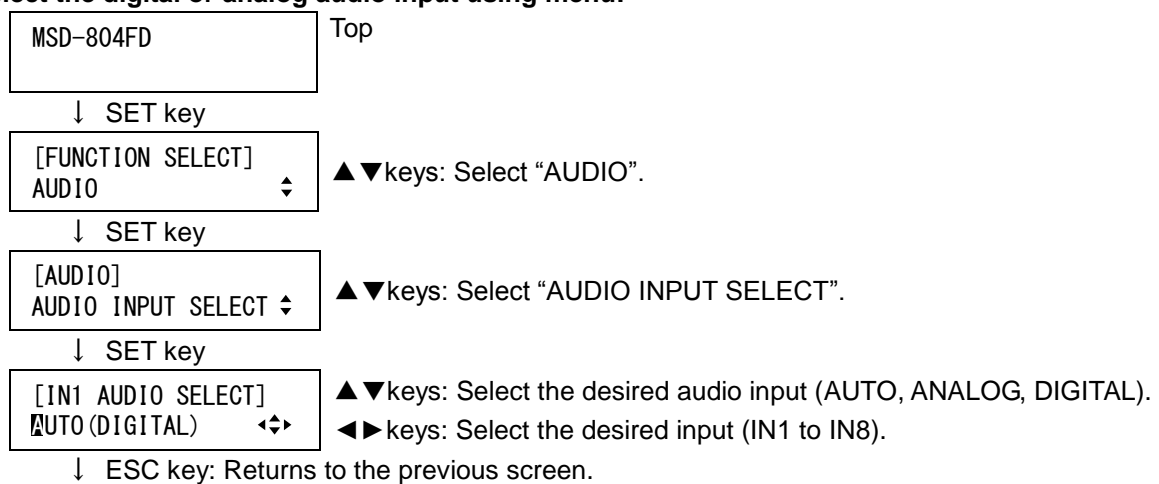 lect the digital or analog audio input using menu.
MSD-804FD
Top
↓ SET key
[FUNCTION SELECT]
AUDIO
▲▼keys: Select “AUDIO”.
↓ SET key
[AUDIO]
AUDIO INPUT SELECT
▲▼keys: Select “AUDIO INPUT SELECT”.
↓ SET key
[IN1 AUDIO SELECT]
AUTO(DIGITAL)
▲▼keys: Select the desired audio input (AUTO, ANALOG, DIGITAL).
◄►keys: Select the desired input (IN1 to IN8).
↓ ESC key: Returns to the previous screen.